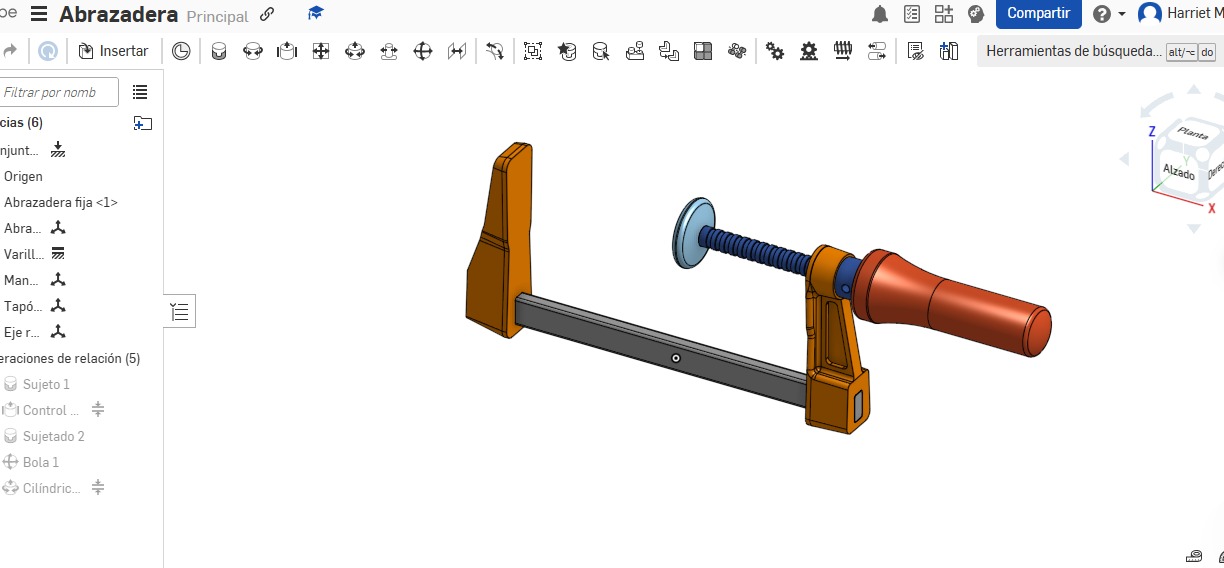 oe Abrazadera Principal Compartir Harriet M
Insertar Herramientas de búsqueda... alt/⌥ do
Filtrar por nomb
cias (6)
njunt...
Origen
Abrazadera fija <1>
Abra...
Varill...
Man...
Tapó...
Eje r...
eraciones de relación (5)
Sujeto 1
Control ...
Sujetado 2
Bola 1
Cilíndric...
Planta
Z
Y
Alzado
Derec
X